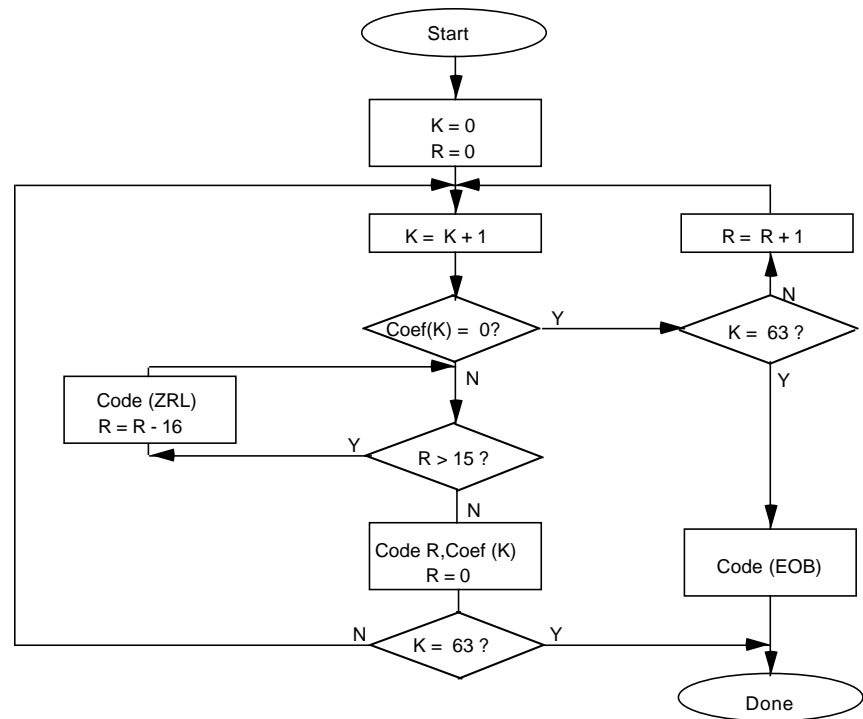 Start
K = 0
R = 0
K = K + 1
R = R + 1
N
Coef(K) = 0?
Y
K = 63 ?
N
Y
Code (ZRL)
R = R - 16
Y
R > 15 ?
N
Code R,Coef (K)
R = 0
Code (EOB)
N
K = 63 ?
Y
Done